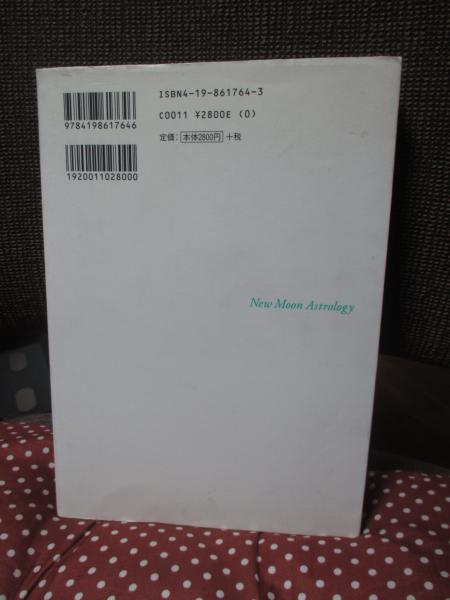 ISBN4-19-861764-3
C0011 ¥2800E (0)
定価: 本体2800円 +税
9784198617646
1920011028000
New Moon Astrology